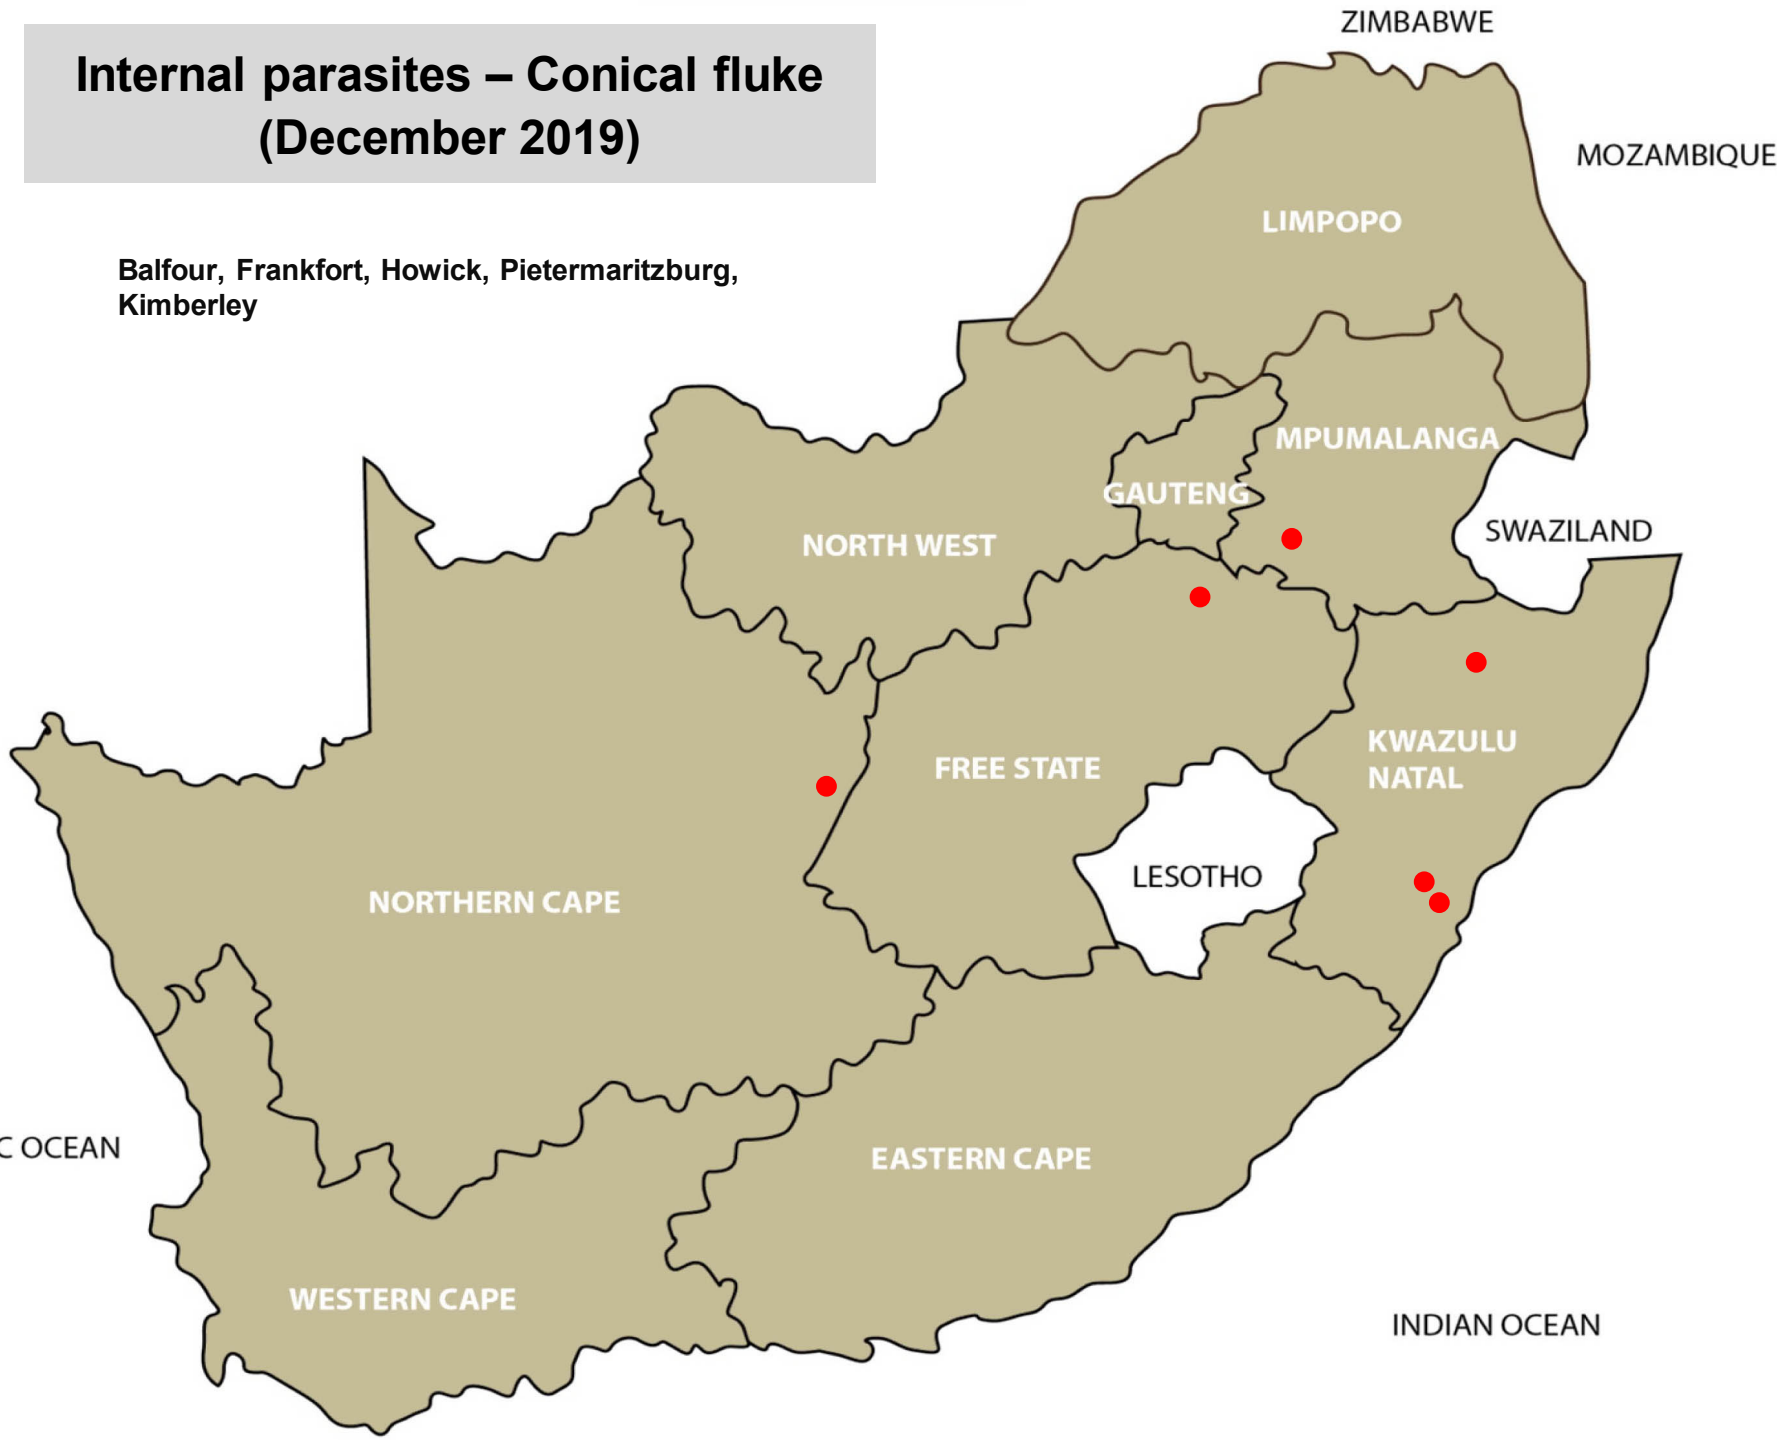 Internal parasites – Conical fluke
(December 2019)
Balfour, Frankfort, Howick, Pietermaritzburg,
Kimberley
ZIMBABWE
MOZAMBIQUE
LIMPOPO
MPUMALANGA
GAUTENG
NORTH WEST
SWAZILAND
KWAZULU
NATAL
FREE STATE
LESOTHO
NORTHERN CAPE
C OCEAN
EASTERN CAPE
WESTERN CAPE
INDIAN OCEAN